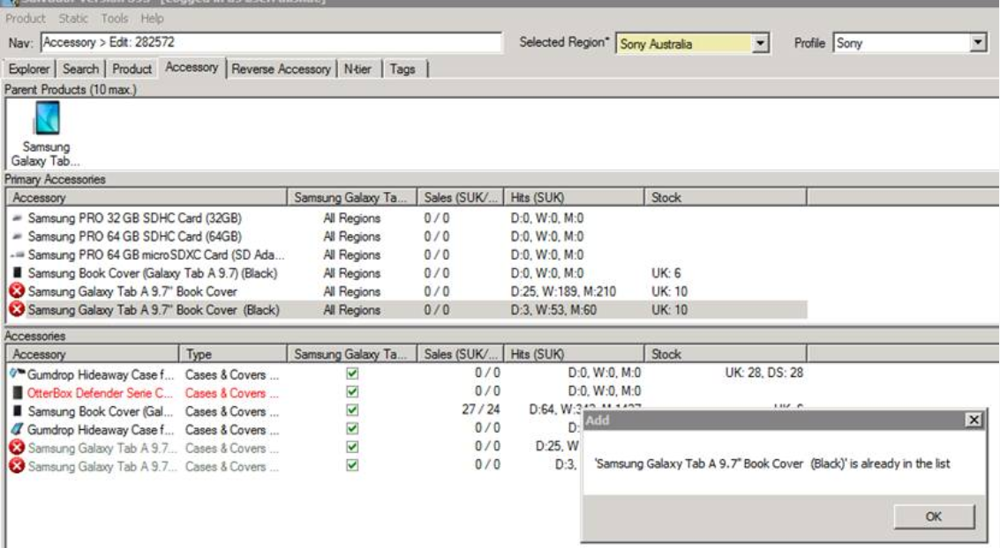 Product Static Tools Help
Nav: Accessory > Edit: 282572 Selected Region* Sony Australia Profile Sony
Explorer Search Product Accessory Reverse Accessory N-tier Tags
Parent Products (10 max.)
Samsung
Galaxy Tab...
Primary Accessories
Accessory Samsung Galaxy Ta... Sales (SUK/... Hits (SUK) Stock
Samsung PRO 32 GB SDHC Card (32GB) All Regions 0 / 0 D:0, W:0, M:0
Samsung PRO 64 GB SDHC Card (64GB) All Regions 0 / 0 D:0, W:0, M:0
Samsung PRO 64 GB microSDXC Card (SD Ada... All Regions 0 / 0 D:0, W:0, M:0
Samsung Book Cover (Galaxy Tab A 9.7) (Black) All Regions 0 / 0 D:0, W:0, M:0 UK: 6
Samsung Galaxy Tab A 9.7" Book Cover All Regions 0 / 0 D:25, W:189, M:210 UK: 10
Samsung Galaxy Tab A 9.7" Book Cover (Black) All Regions 0 / 0 D:3, W:53, M:60 UK: 10
Accessories
Accessory Type Samsung Galaxy Ta... Sales (SUK/... Hits (SUK) Stock
Gumdrop Hideaway Case f... Cases & Covers ... 0 / 0 D:0, W:0, M:0 UK: 28, DS: 28
OtterBox Defender Serie C... Cases & Covers ... 0 / 0 D:0, W:0, M:0
Samsung Book Cover (Gal... Cases & Covers ... 27 / 24 D:64,
Gumdrop Hideaway Case f... Cases & Covers ... 0 / 0 D:
Samsung Galaxy Tab A 9.7... Cases & Covers ... 0 / 0 D:25, W
Samsung Galaxy Tab A 9.7... Cases & Covers ... 0 / 0 D:3,
Add
'Samsung Galaxy Tab A 9.7" Book Cover (Black)' is already in the list
OK